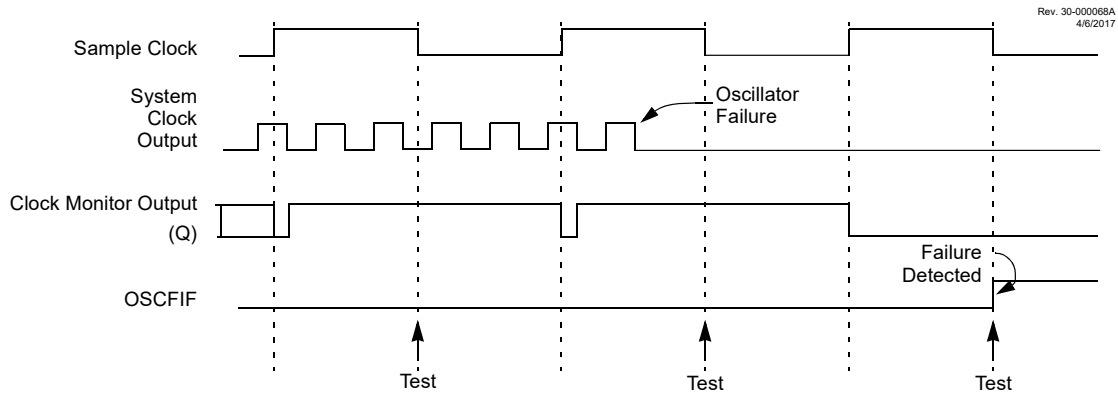 Rev. 30-000068A
4/6/2017
Sample Clock
System
Clock
Output
Oscillator
Failure
Clock Monitor Output
(Q)
Failure
Detected
OSCFIF
Test
Test
Test